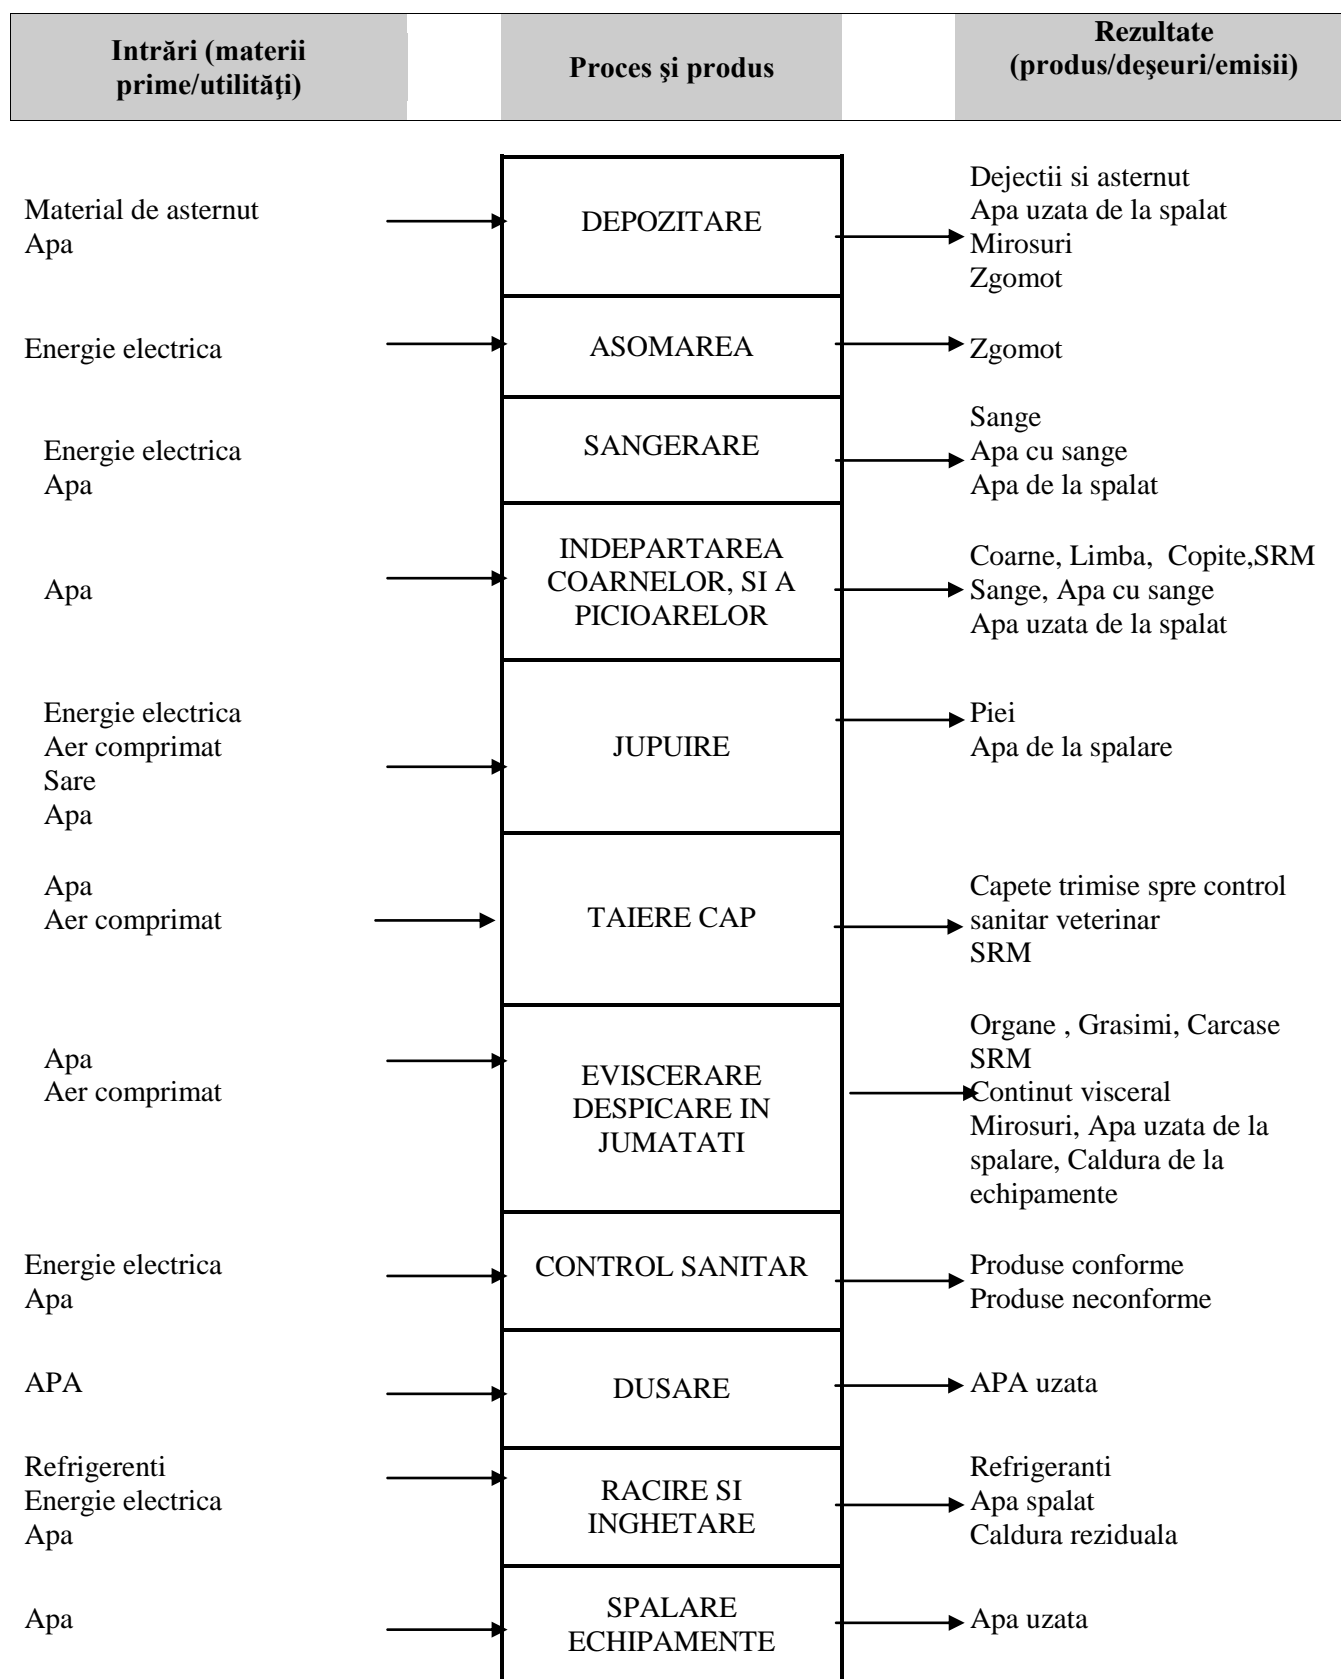 Intrări (materii
prime/utilităţi)
Proces şi produs
Rezultate
(produs/deşeuri/emisii)
Material de asternut
Apa
DEPOZITARE
Dejectii si asternut
Apa uzata de la spalat
Mirosuri
Zgomot
Energie electrica
ASOMAREA
Zgomot
Energie electrica
Apa
SANGERARE
Sange
Apa cu sange
Apa de la spalat
Apa
INDEPARTAREA
COARNELOR, SI A
PICIOARELOR
Coarne, Limba,  Copite,SRM
Sange, Apa cu sange
Apa uzata de la spalat
Energie electrica
Aer comprimat
Sare
Apa
JUPUIRE
Piei
Apa de la spalare
Apa
Aer comprimat
TAIERE CAP
Capete trimise spre control
sanitar veterinar
SRM
Apa
Aer comprimat
EVISCERARE
DESPICARE IN
JUMATATI
Organe , Grasimi, Carcase
SRM
Continut visceral
Mirosuri, Apa uzata de la
spalare, Caldura de la
echipamente
Energie electrica
Apa
CONTROL SANITAR
Produse conforme
Produse neconforme
APA
DUSARE
APA uzata
Refrigerenti
Energie electrica
Apa
RACIRE SI
INGHETARE
Refrigeranti
Apa spalat
Caldura reziduala
Apa
SPALARE
ECHIPAMENTE
Apa uzata